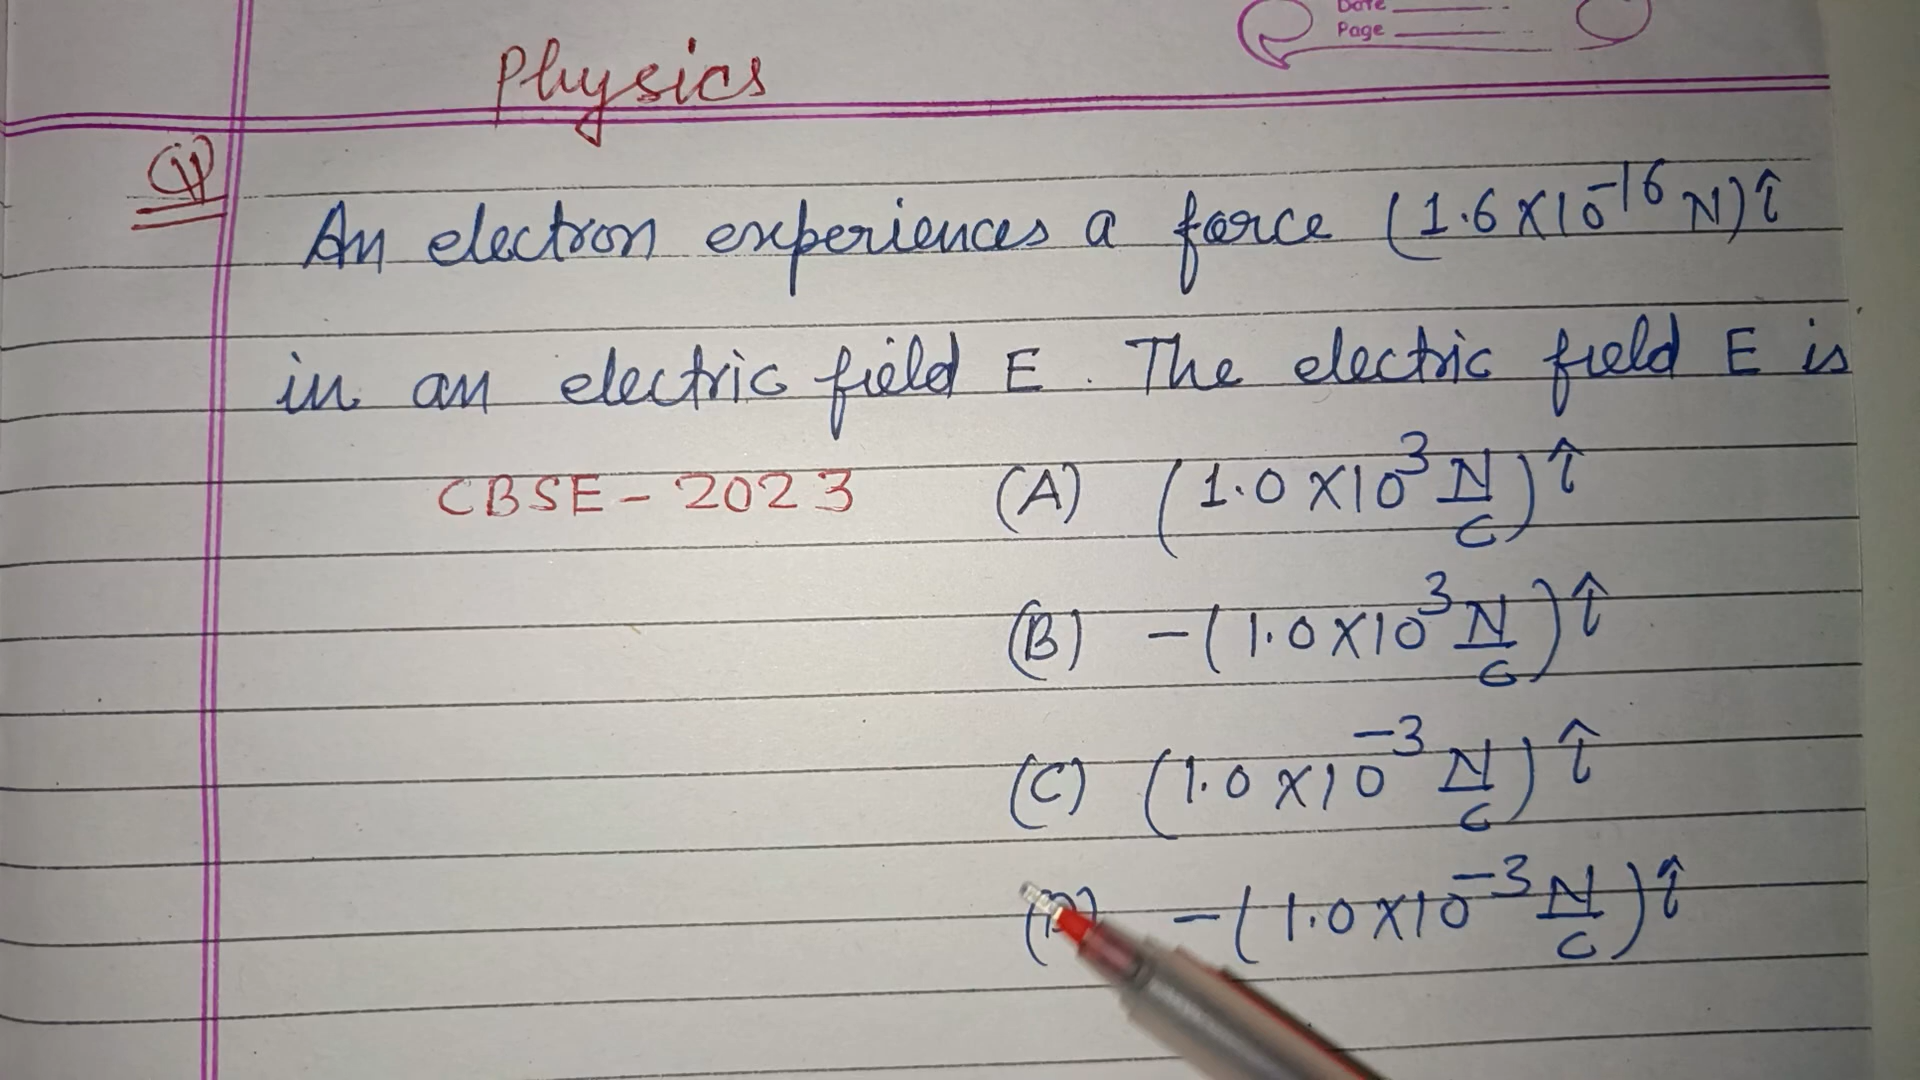 Date
Page
Physics
Q1
An electron experiences a force (1.6×10⁻¹⁶ N) î
in an electric field E. The electric field E is
CBSE - 2023 (A) (1.0×10³ N/C) î
(B) -(1.0×10³ N/C) î
(C) (1.0×10⁻³ N/C) î
(D) -(1.0×10⁻³ N/C) î